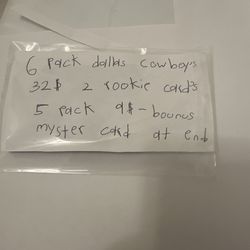 6 Pack dallas cowboys
32$ 2 rookie cards
5 Pack 9$ - bounus
myster card at end